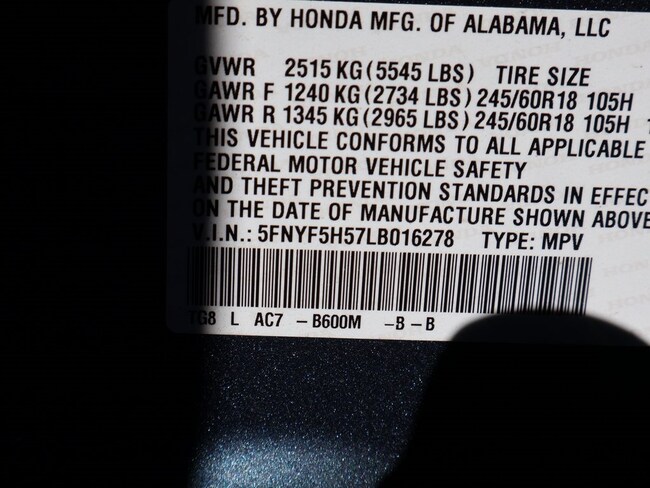 MFD. BY HONDA MFG. OF ALABAMA, LLC
GVWR 2515 KG (5545 LBS) TIRE SIZE
GAWR F 1240 KG (2734 LBS) 245/60R18 105H
GAWR R 1345 KG (2965 LBS) 245/60R18 105H
THIS VEHICLE CONFORMS TO ALL APPLICABLE
FEDERAL MOTOR VEHICLE SAFETY
AND THEFT PREVENTION STANDARDS IN EFFEC
ON THE DATE OF MANUFACTURE SHOWN ABOVE
V.I.N.: 5FNYF5H57LB016278 TYPE: MPV
TG8 L AC7 -B600M -B-B